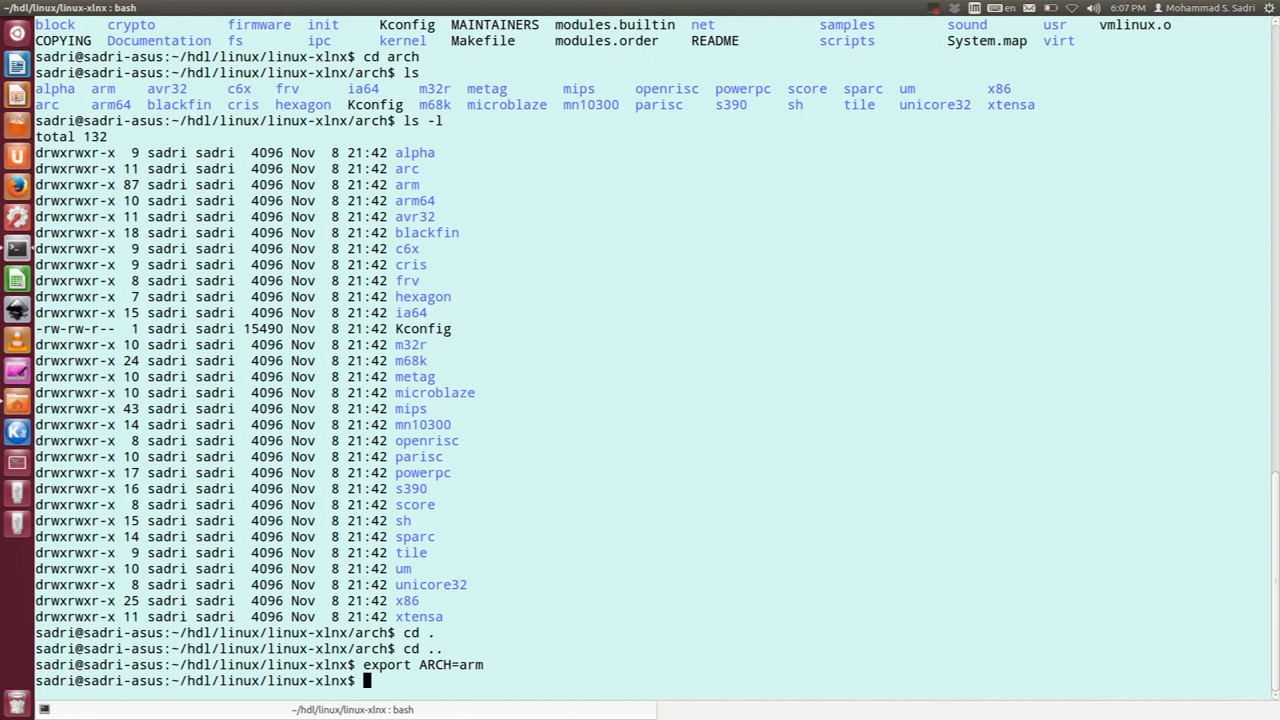 ~/hdl/linux/linux-xlnx : bash
en
6:07 PM
Mohammad S. Sadri
block crypto firmware init Kconfig MAINTAINERS modules.builtin net samples sound usr vmlinux.o
COPYING Documentation fs ipc kernel Makefile modules.order README scripts System.map virt
sadri@sadri-asus:~/hdl/linux/linux-xlnx$ cd arch
sadri@sadri-asus:~/hdl/linux/linux-xlnx/arch$ ls
alpha arm avr32 c6x frv ia64 m32r metag mips openrisc powerpc score sparc um x86
arc arm64 blackfin cris hexagon Kconfig m68k microblaze mn10300 parisc s390 sh tile unicore32 xtensa
sadri@sadri-asus:~/hdl/linux/linux-xlnx/arch$ ls -l
total 132
drwxrwxr-x 9 sadri sadri 4096 Nov 8 21:42 alpha
drwxrwxr-x 11 sadri sadri 4096 Nov 8 21:42 arc
drwxrwxr-x 87 sadri sadri 4096 Nov 8 21:42 arm
drwxrwxr-x 10 sadri sadri 4096 Nov 8 21:42 arm64
drwxrwxr-x 11 sadri sadri 4096 Nov 8 21:42 avr32
drwxrwxr-x 18 sadri sadri 4096 Nov 8 21:42 blackfin
drwxrwxr-x 9 sadri sadri 4096 Nov 8 21:42 c6x
drwxrwxr-x 9 sadri sadri 4096 Nov 8 21:42 cris
drwxrwxr-x 8 sadri sadri 4096 Nov 8 21:42 frv
drwxrwxr-x 7 sadri sadri 4096 Nov 8 21:42 hexagon
drwxrwxr-x 15 sadri sadri 4096 Nov 8 21:42 ia64
-rw-rw-r-- 1 sadri sadri 15490 Nov 8 21:42 Kconfig
drwxrwxr-x 10 sadri sadri 4096 Nov 8 21:42 m32r
drwxrwxr-x 24 sadri sadri 4096 Nov 8 21:42 m68k
drwxrwxr-x 10 sadri sadri 4096 Nov 8 21:42 metag
drwxrwxr-x 10 sadri sadri 4096 Nov 8 21:42 microblaze
drwxrwxr-x 43 sadri sadri 4096 Nov 8 21:42 mips
drwxrwxr-x 14 sadri sadri 4096 Nov 8 21:42 mn10300
drwxrwxr-x 8 sadri sadri 4096 Nov 8 21:42 openrisc
drwxrwxr-x 10 sadri sadri 4096 Nov 8 21:42 parisc
drwxrwxr-x 17 sadri sadri 4096 Nov 8 21:42 powerpc
drwxrwxr-x 16 sadri sadri 4096 Nov 8 21:42 s390
drwxrwxr-x 8 sadri sadri 4096 Nov 8 21:42 score
drwxrwxr-x 15 sadri sadri 4096 Nov 8 21:42 sh
drwxrwxr-x 14 sadri sadri 4096 Nov 8 21:42 sparc
drwxrwxr-x 9 sadri sadri 4096 Nov 8 21:42 tile
drwxrwxr-x 10 sadri sadri 4096 Nov 8 21:42 um
drwxrwxr-x 8 sadri sadri 4096 Nov 8 21:42 unicore32
drwxrwxr-x 25 sadri sadri 4096 Nov 8 21:42 x86
drwxrwxr-x 11 sadri sadri 4096 Nov 8 21:42 xtensa
sadri@sadri-asus:~/hdl/linux/linux-xlnx/arch$ cd .
sadri@sadri-asus:~/hdl/linux/linux-xlnx/arch$ cd ..
sadri@sadri-asus:~/hdl/linux/linux-xlnx$ export ARCH=arm
sadri@sadri-asus:~/hdl/linux/linux-xlnx$
~/hdl/linux/linux-xlnx : bash